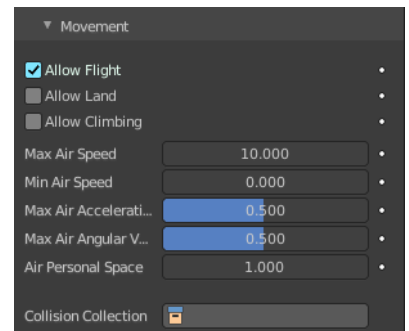 Movement
Allow Flight
Allow Land
Allow Climbing
Max Air Speed 10.000
Min Air Speed 0.000
Max Air Accelerati... 0.500
Max Air Angular V... 0.500
Air Personal Space 1.000
Collision Collection